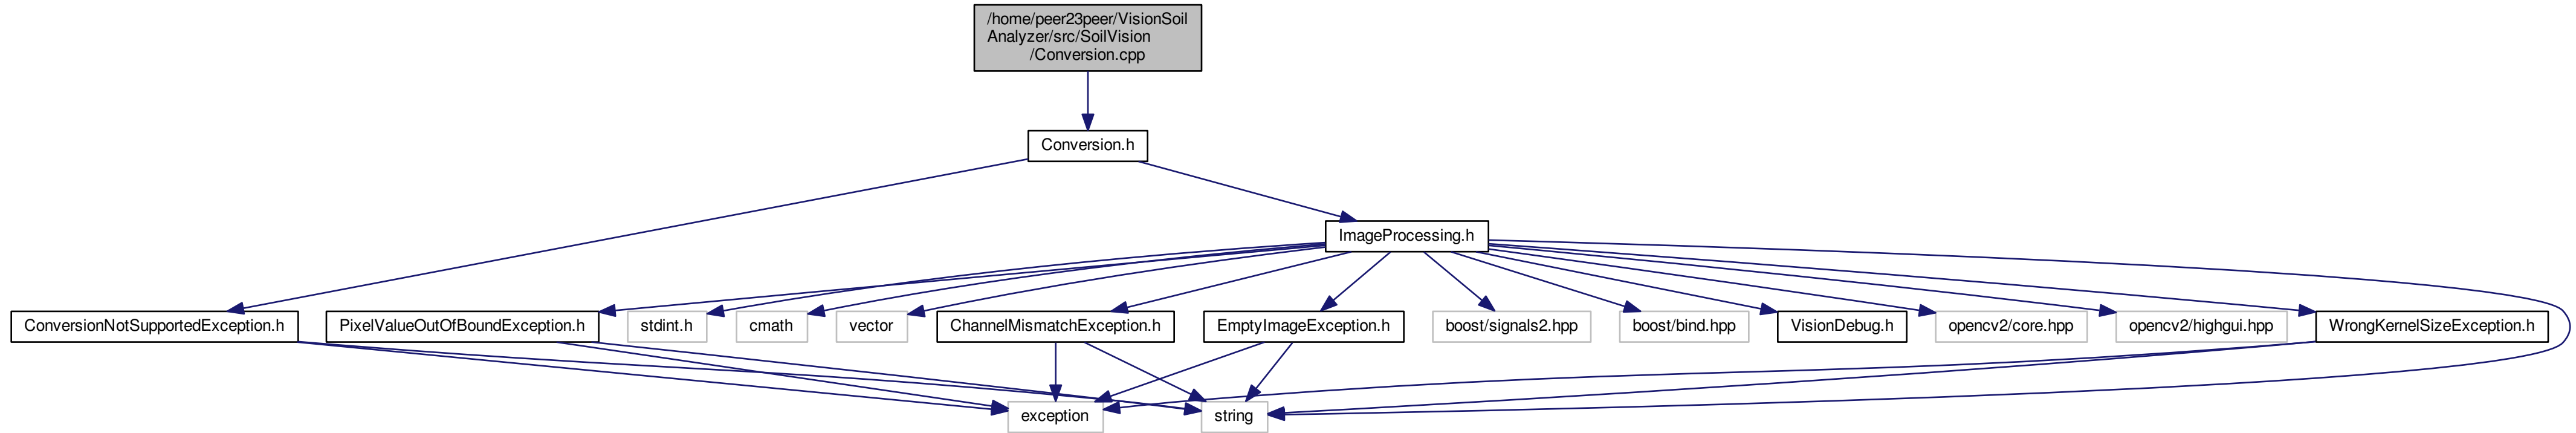 /home/peer23peer/VisionSoil
Analyzer/src/SoilVision
/Conversion.cpp
Conversion.h
ImageProcessing.h
ConversionNotSupportedException.h
PixelValueOutOfBoundException.h
stdint.h
cmath
vector
ChannelMismatchException.h
EmptyImageException.h
boost/signals2.hpp
boost/bind.hpp
VisionDebug.h
opencv2/core.hpp
opencv2/highgui.hpp
WrongKernelSizeException.h
exception
string